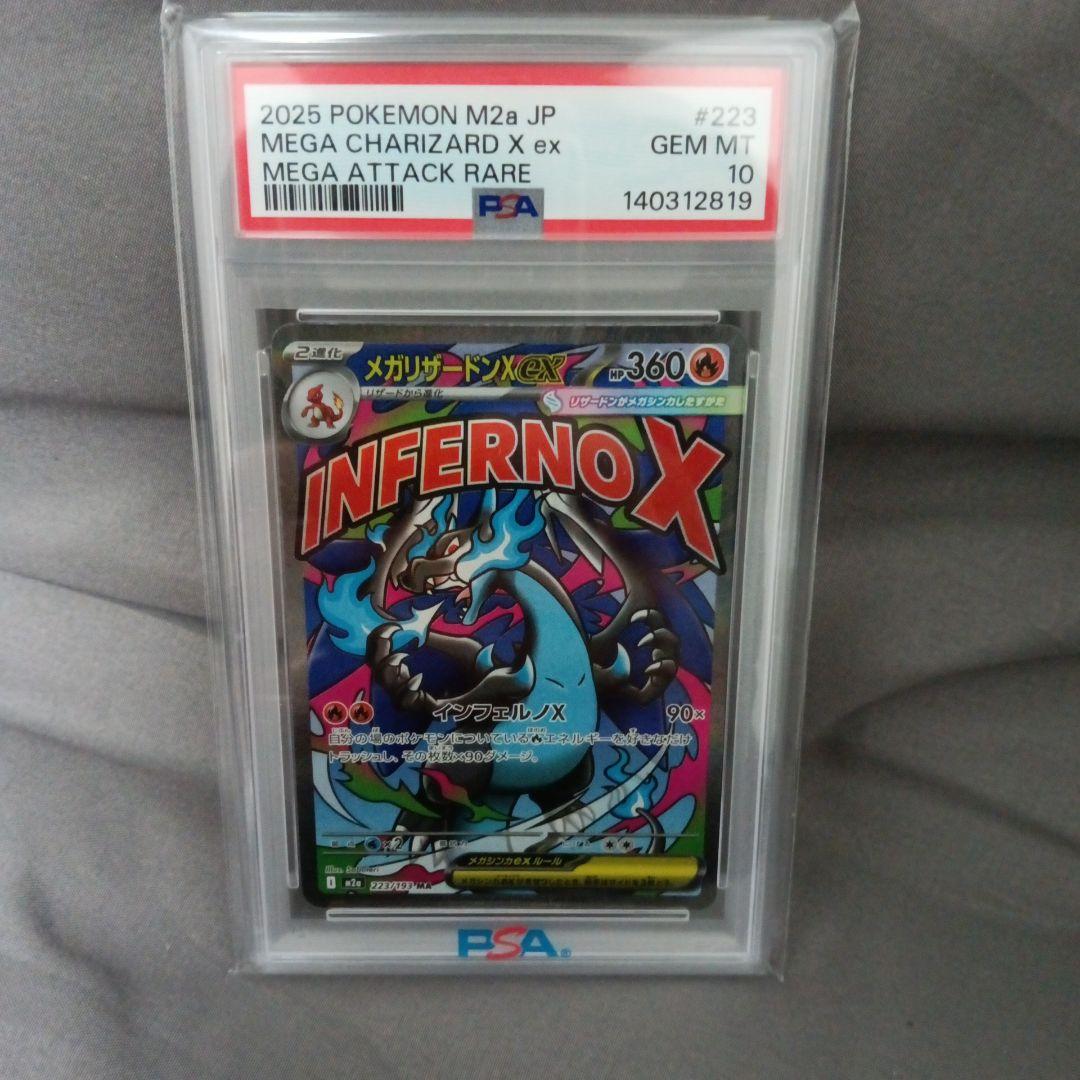 2025 POKEMON M2a JP #223
MEGA CHARIZARD X ex GEM MT
MEGA ATTACK RARE 10
PSA 140312819
2進化 メガリザードンXex HP360
リザードから進化 リザードンがメガシンカしたすがた
INFERNO X
インフェルノX 90×
自分の場のポケモンについている エネルギーを好きなだけ
トラッシュし、その枚数×90ダメージ。
×2
メガシンカexルール
Illus.
I m2a 223/193 MA
PSA®